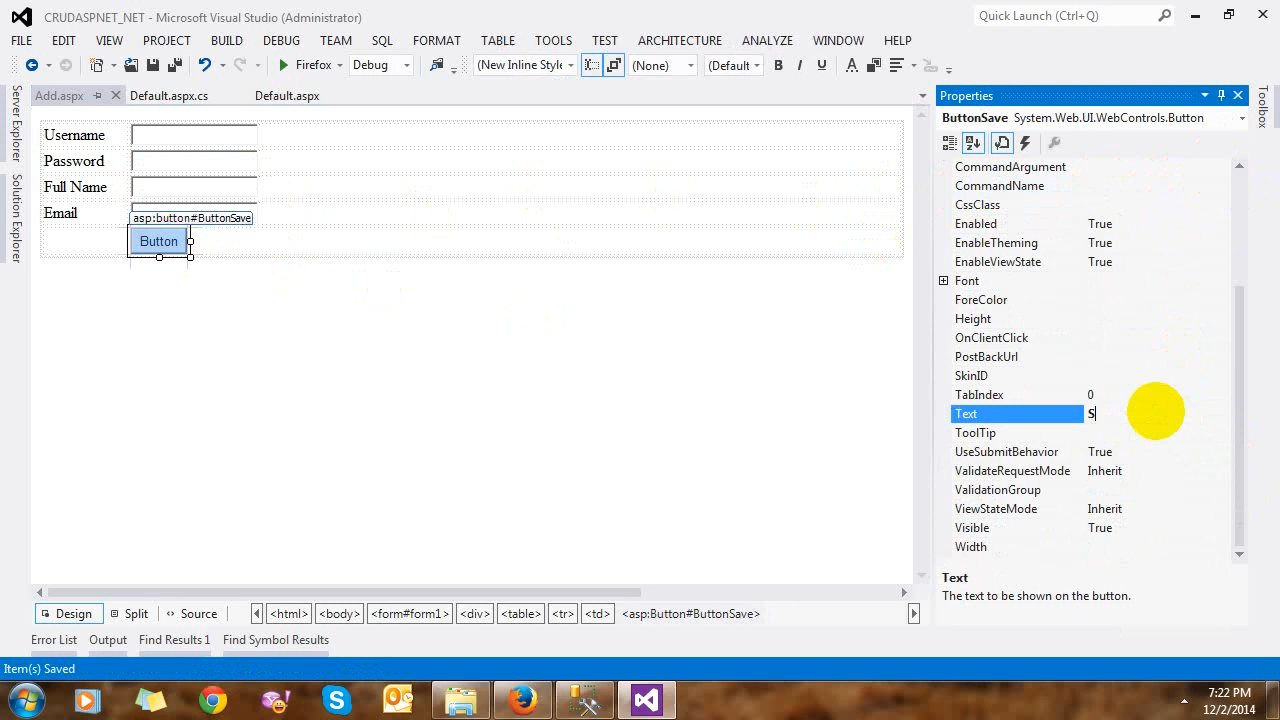 CRUDASPNET_NET - Microsoft Visual Studio (Administrator)
Quick Launch (Ctrl+Q)
FILE EDIT VIEW PROJECT BUILD DEBUG TEAM SQL FORMAT TABLE TOOLS TEST ARCHITECTURE ANALYZE WINDOW HELP
Firefox Debug (New Inline Style (None) (Default B I U A
Server Explorer
Solution Explorer
Add.aspx Default.aspx.cs Default.aspx
Username
Password
Full Name
Email
asp:button#ButtonSave
Button
Properties
ButtonSave System.Web.UI.WebControls.Button
CommandArgument
CommandName
CssClass
Enabled True
EnableTheming True
EnableViewState True
Font
ForeColor
Height
OnClientClick
PostBackUrl
SkinID
TabIndex 0
Text S
ToolTip
UseSubmitBehavior True
ValidateRequestMode Inherit
ValidationGroup
ViewStateMode Inherit
Visible True
Width
Text
The text to be shown on the button.
Toolbox
Design Split Source <html> <body> <form#form1> <div> <table> <tr> <td> <asp:Button#ButtonSave>
Error List Output Find Results 1 Find Symbol Results
Item(s) Saved
7:22 PM
12/2/2014